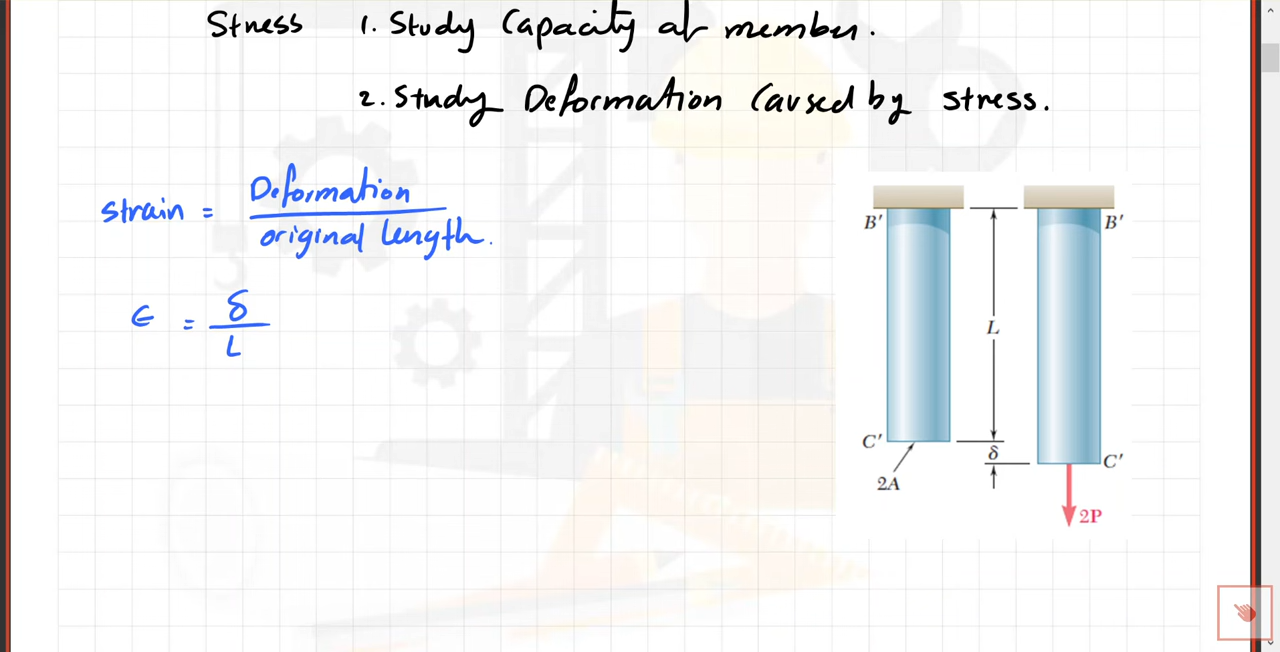 Stress 1. Study Capacity of member.
2. Study Deformation Caused by stress.
strain = Deformation / original length.
ϵ = δ / L
B' B'
L
C' δ C'
2A
2P